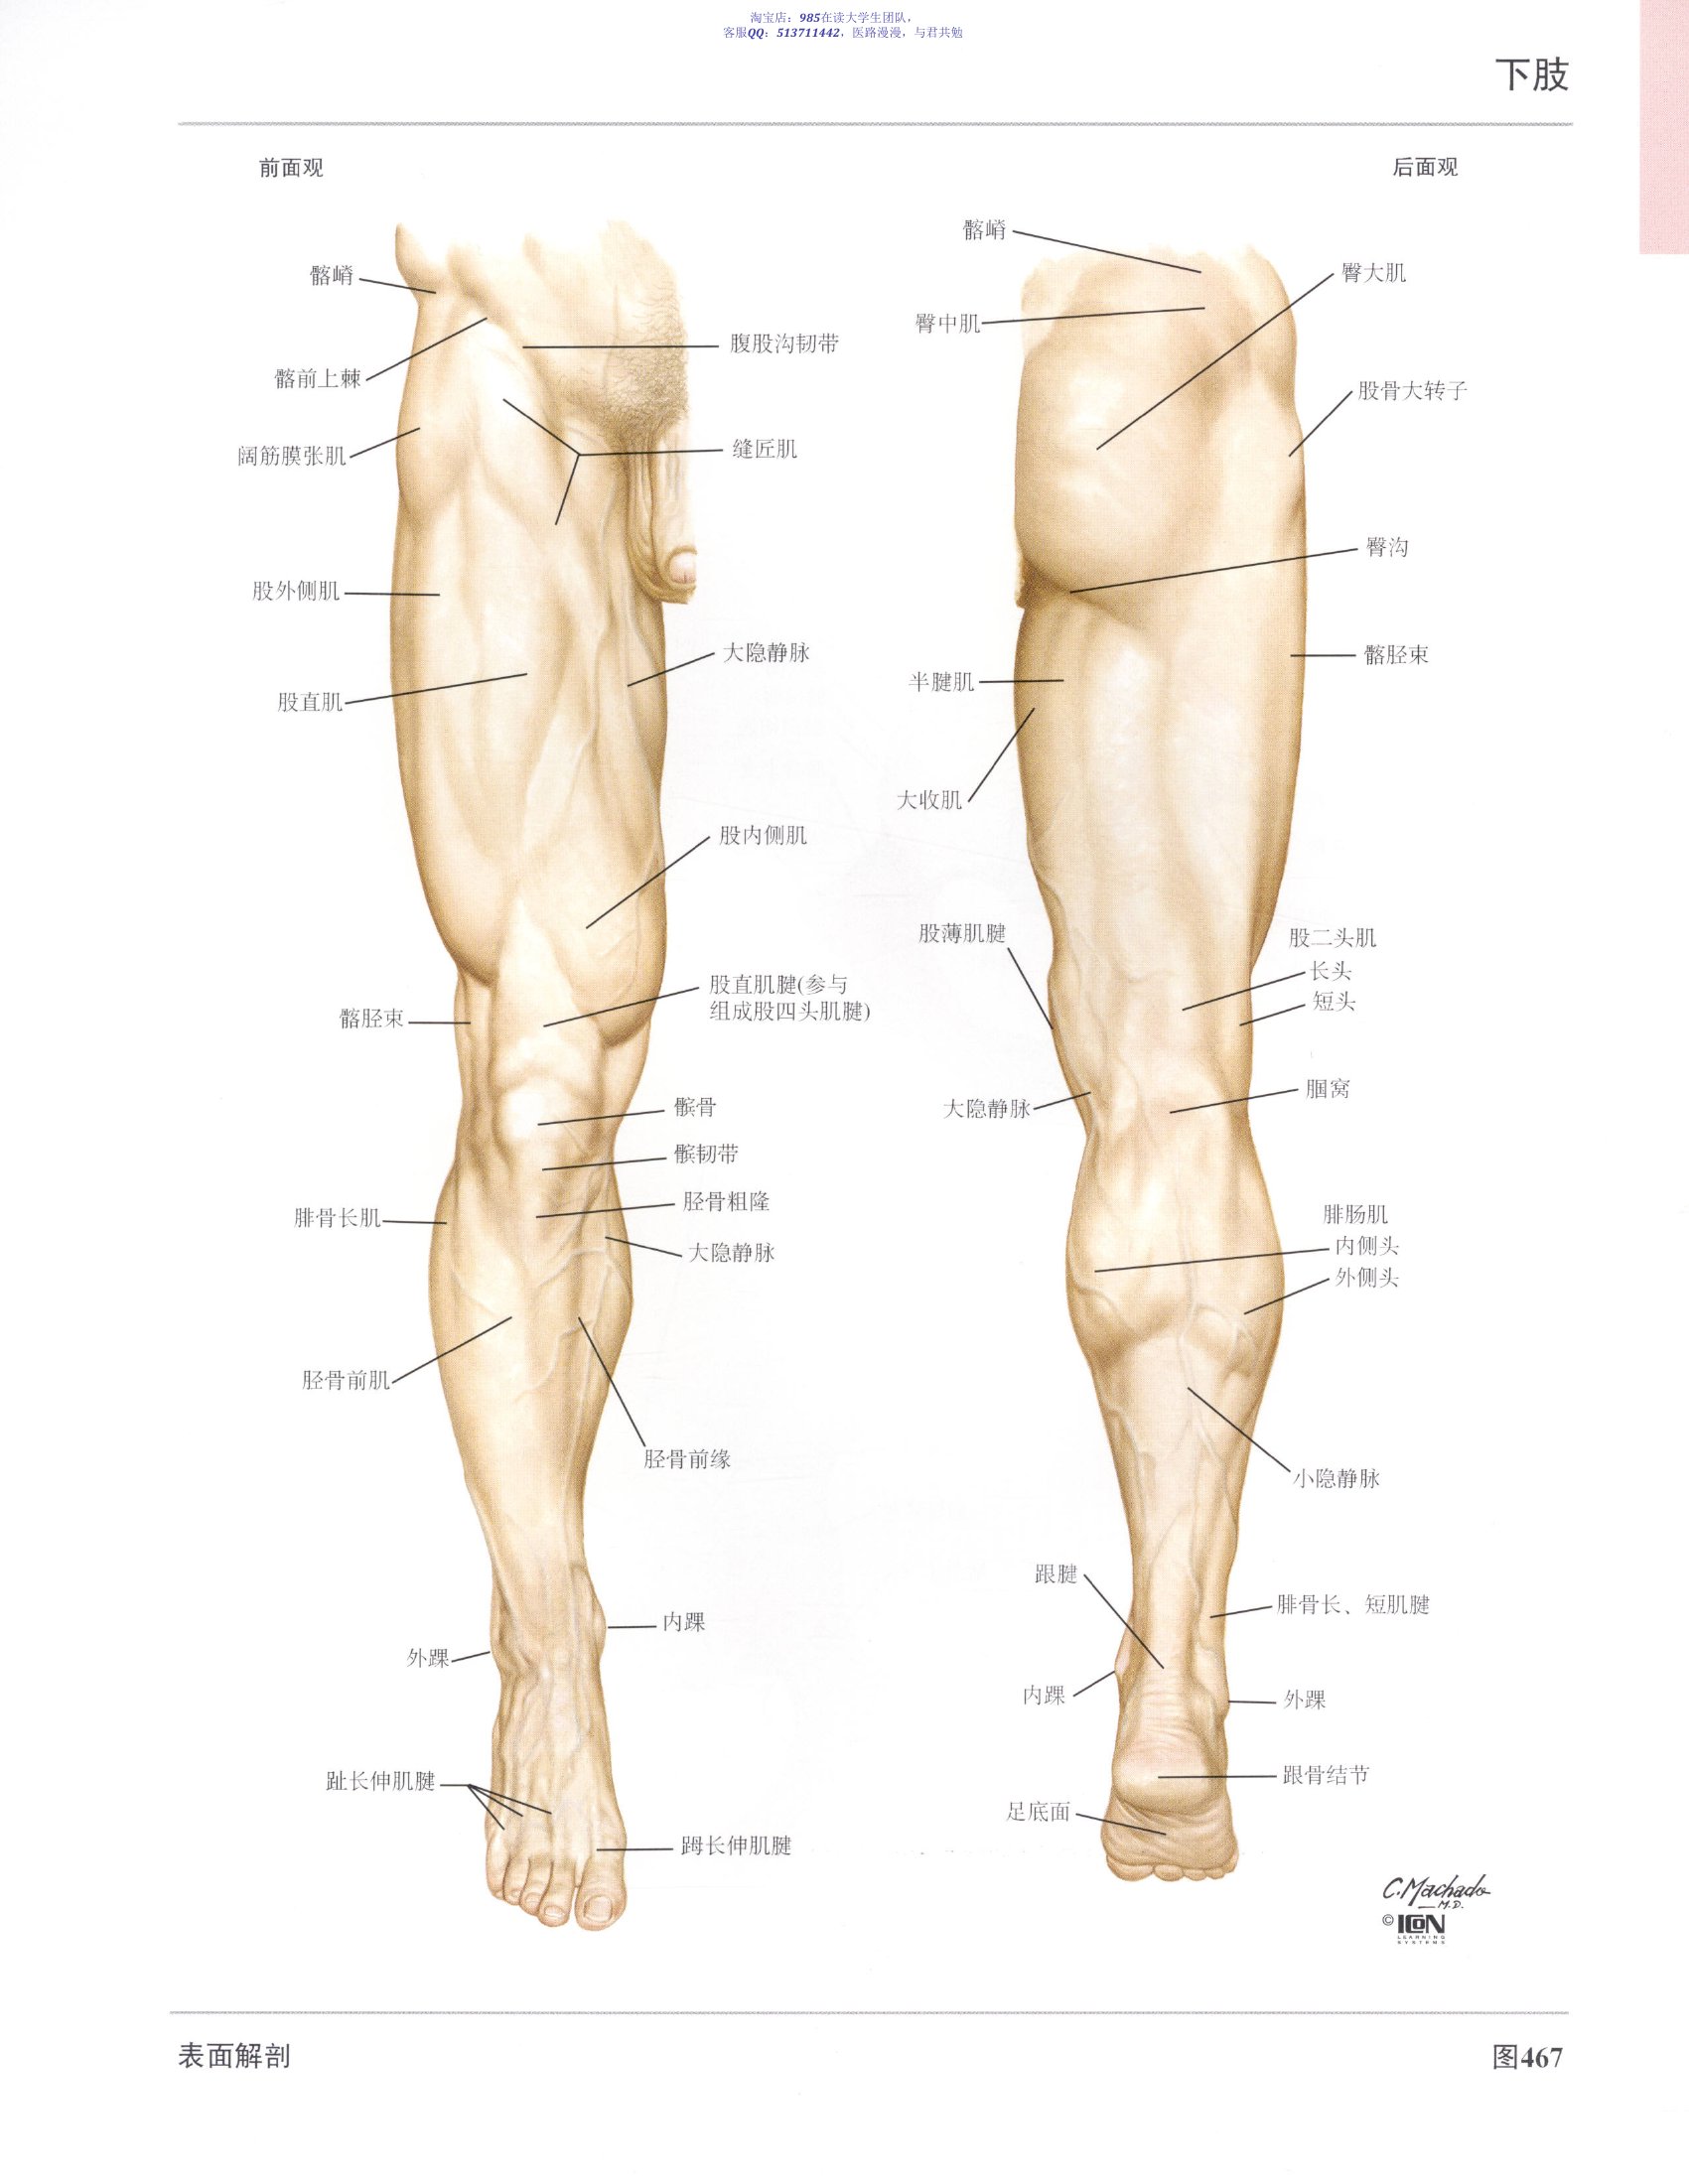 淘宝店：985在读大学生团队，
客服QQ：513711442，医路漫漫，与君共勉
下肢
前面观
髂嵴
髂前上棘
阔筋膜张肌
股外侧肌
股直肌
髂胫束
腓骨长肌
胫骨前肌
外踝
趾长伸肌腱
腹股沟韧带
缝匠肌
大隐静脉
股内侧肌
股直肌腱(参与
组成股四头肌腱)
髌骨
髌韧带
胫骨粗隆
大隐静脉
胫骨前缘
内踝
𧿹长伸肌腱
后面观
髂嵴
臀中肌
半腱肌
大收肌
股薄肌腱
大隐静脉
跟腱
内踝
足底面
臀大肌
股骨大转子
臀沟
髂胫束
股二头肌
长头
短头
腘窝
腓肠肌
内侧头
外侧头
小隐静脉
腓骨长、短肌腱
外踝
跟骨结节
C.Machado
M.D.
© ICON
LEARNING
SYSTEMS
表面解剖
图467